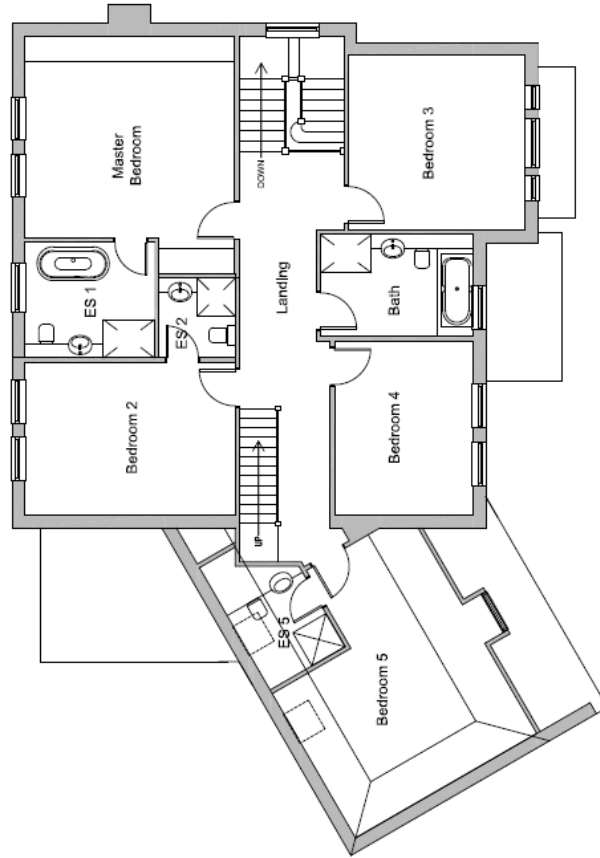 Master
Bedroom
DOWN
Bedroom 3
ES 1
ES 2
Landing
Bath
Bedroom 2
Bedroom 4
UP
ES 5
Bedroom 5